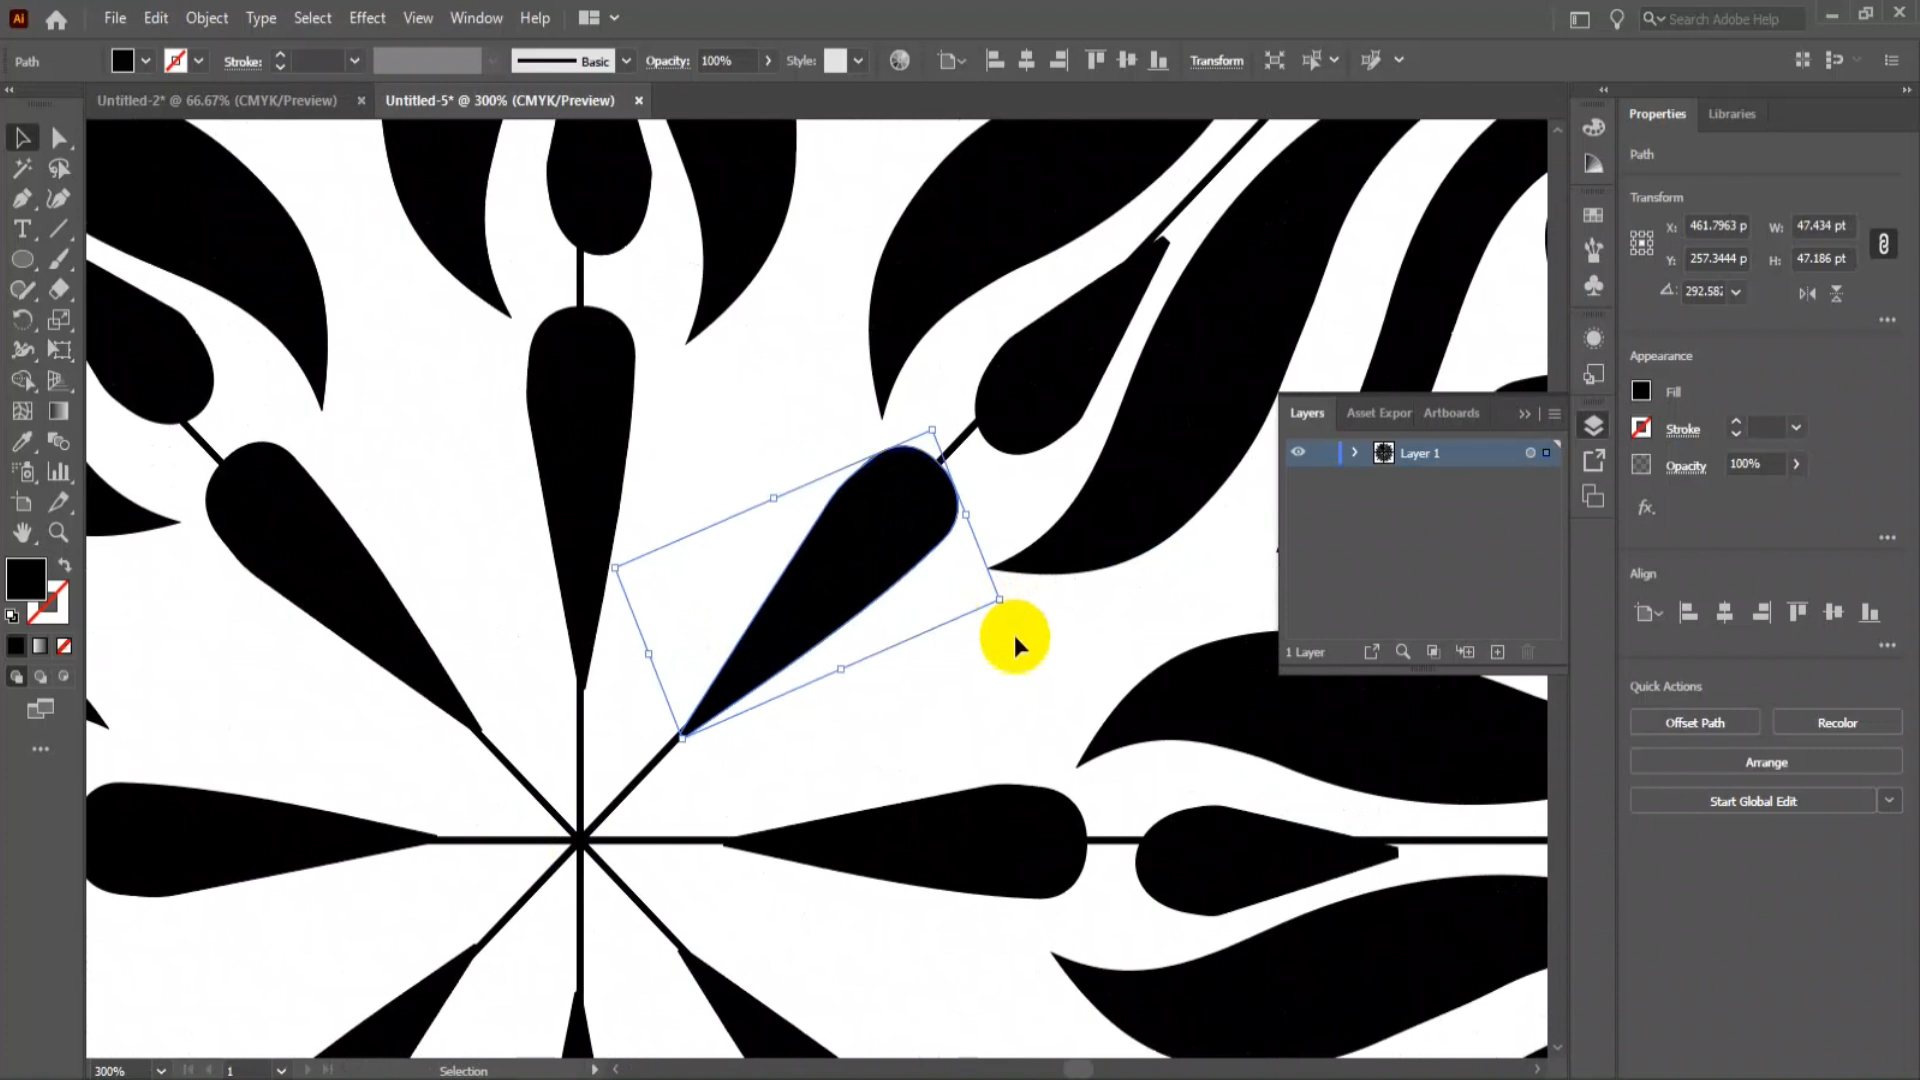 Ai File Edit Object Type Select Effect View Window Help Search Adobe Help
Path Stroke: Basic Opacity: 100% Style: Transform
Untitled-2* @ 66.67% (CMYK/Preview) × Untitled-5* @ 300% (CMYK/Preview) ×
Properties Libraries
Path
Transform
X: 461.7963 p W: 47.434 pt
Y: 257.3444 p H: 47.186 pt
292.582
Appearance
Fill
Stroke
Opacity 100%
fx.
Align
Quick Actions
Offset Path Recolor
Arrange
Start Global Edit
Layers Asset Expor Artboards
Layer 1
1 Layer
300% 1 Selection